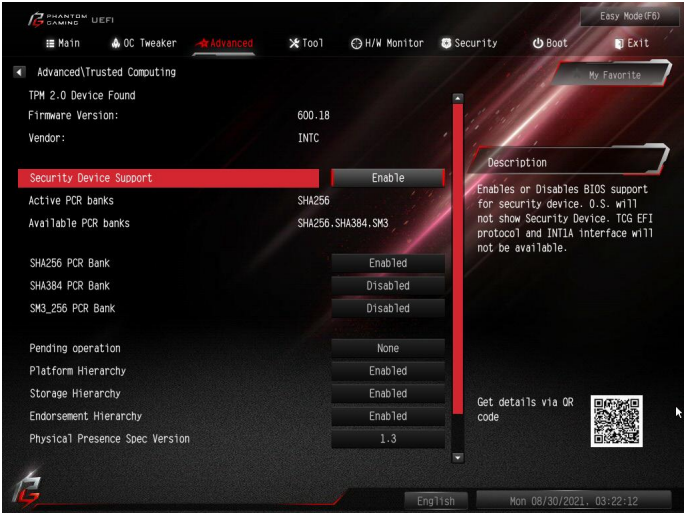 PHANTOM
GAMING UEFI
Easy Mode(F6)
Main OC Tweaker Advanced Tool H/W Monitor Security Boot Exit
Advanced\Trusted Computing
My Favorite
TPM 2.0 Device Found
Firmware Version: 600.18
Vendor: INTC
Security Device Support Enable
Active PCR banks SHA256
Available PCR banks SHA256.SHA384.SM3
SHA256 PCR Bank Enabled
SHA384 PCR Bank Disabled
SM3_256 PCR Bank Disabled
Pending operation None
Platform Hierarchy Enabled
Storage Hierarchy Enabled
Endorsement Hierarchy Enabled
Physical Presence Spec Version 1.3
Description
Enables or Disables BIOS support
for security device. O.S. will
not show Security Device. TCG EFI
protocol and INT1A interface will
not be available.
Get details via QR
code
English Mon 08/30/2021. 03:22:12